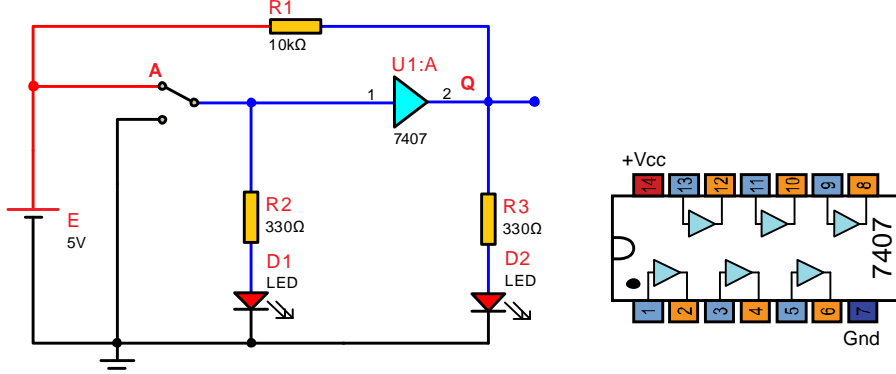 R1
10kΩ
A
U1:A
Q
1
2
7407
E
5V
R2
330Ω
D1
LED
R3
330Ω
D2
LED
+Vcc
14 13 12 11 10 9 8
7407
1 2 3 4 5 6 7
Gnd